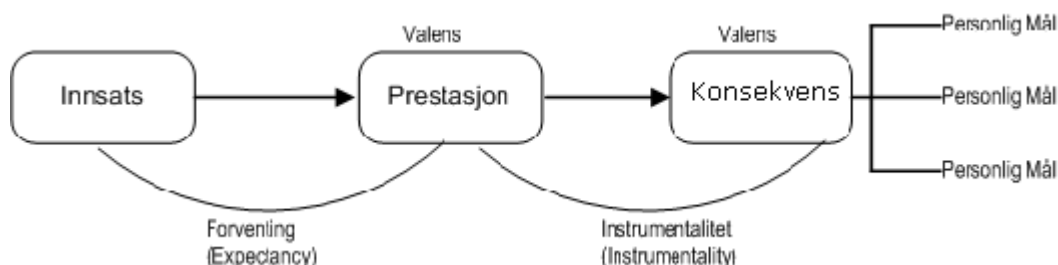 Valens
Valens
Personlig Mål
Innsats
Prestasjon
Konsekvens
Personlig Mål
Personlig Mål
Forventing
(Expectancy)
Instrumentalitet
(Instrumentality)